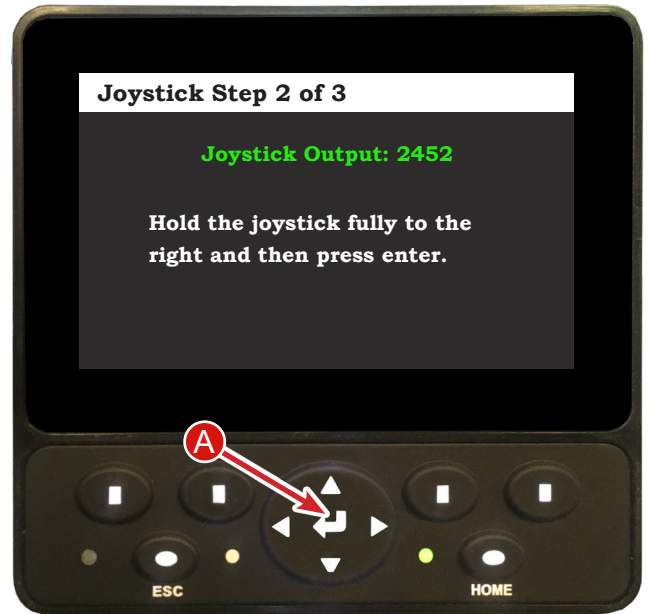 Joystick Step 2 of 3
Joystick Output: 2452
Hold the joystick fully to the
right and then press enter.
A
ESC
HOME